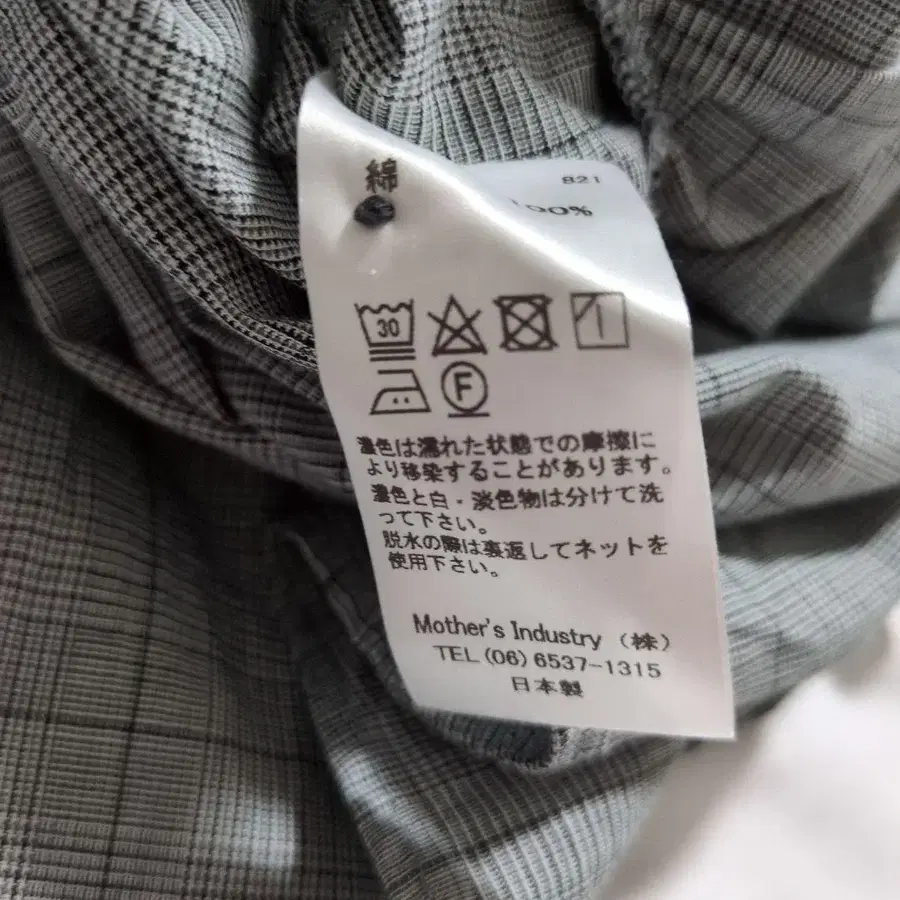 821
綿 100%
30
F
濃色は濡れた状態での摩擦に
より移染することがあります。
濃色と白・淡色物は分けて洗
って下さい。
脱水の際は裏返してネットを
使用下さい。
Mother's Industry (株)
TEL (06) 6537-1315
日本製